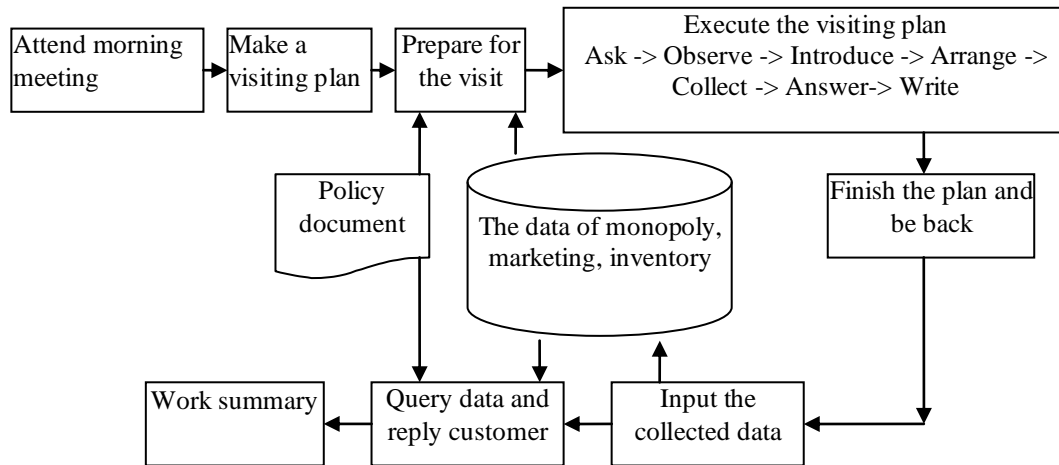 Attend morning
meeting
Make a
visiting plan
Prepare for
the visit
Execute the visiting plan
Ask -> Observe -> Introduce -> Arrange ->
Collect -> Answer-> Write
Policy
document
The data of monopoly,
marketing, inventory
Finish the plan and
be back
Work summary
Query data and
reply customer
Input the
collected data